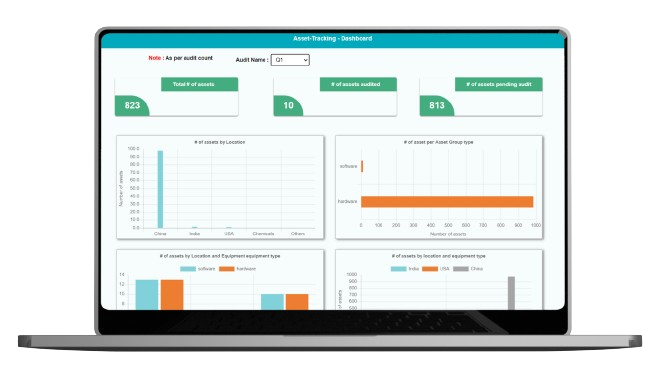 Asset-Tracking - Dashboard
Note : As per audit count
Audit Name : Q1
Total # of assets
823
# of assets audited
10
# of assets pending audit
813
# of assets by Location
100.0
90.0
80.0
70.0
60.0
50.0
40.0
30.0
20.0
10.0
0.0
Number of assets
China India USA Chemicals Others
# of asset per Asset Group type
software
hardware
0 100 200 300 400 500 600 700 800 900 1000
Number of assets
# of assets by Location and Equipment equipment type
software hardware
14
12
10
8
# of assets by location and equipment type
India USA China
1000
900
800
700
600
500
of assets